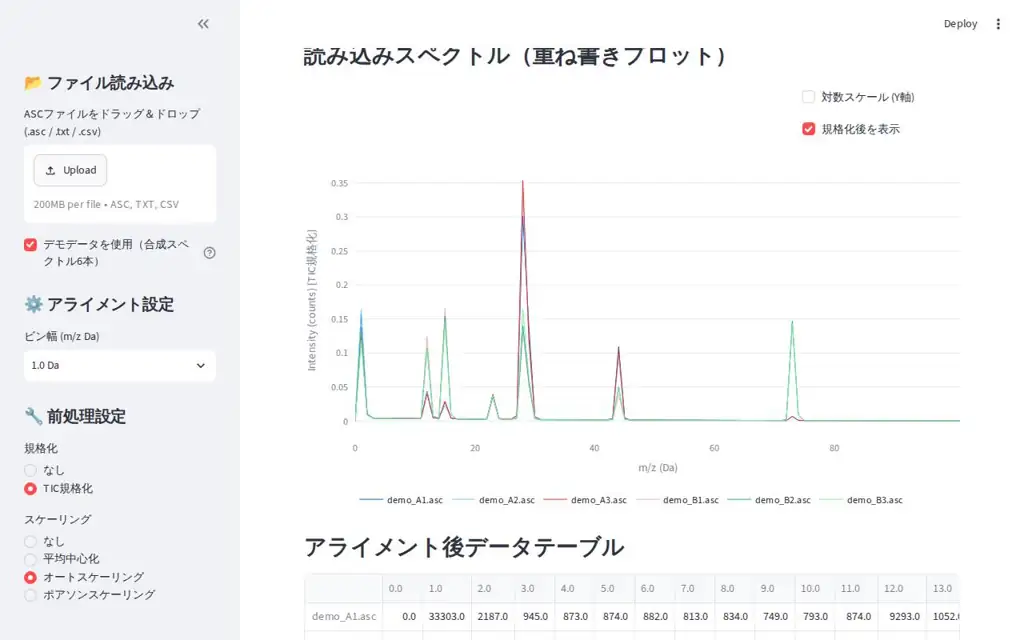 Deploy
📂 ファイル読み込み
ASCファイルをドラッグ＆ドロップ
(.asc / .txt / .csv)
Upload
200MB per file • ASC, TXT, CSV
デモデータを使用（合成スペ
クトル6本）
⚙️ アライメント設定
ビン幅 (m/z Da)
1.0 Da
🔧 前処理設定
規格化
なし
TIC規格化
スケーリング
なし
平均中心化
オートスケーリング
ポアソンスケーリング
読み込みスペクトル（重ね書きプロット）
対数スケール (Y軸)
規格化後を表示
Intensity (counts) [TIC規格化]
0.35
0.3
0.25
0.2
0.15
0.1
0.05
0
0 20 40 60 80
m/z (Da)
demo_A1.asc demo_A2.asc demo_A3.asc demo_B1.asc demo_B2.asc demo_B3.asc
アライメント後データテーブル
0.0 1.0 2.0 3.0 4.0 5.0 6.0 7.0 8.0 9.0 10.0 11.0 12.0 13.0
demo_A1.asc 0.0 33303.0 2187.0 945.0 873.0 874.0 882.0 813.0 834.0 749.0 793.0 874.0 9293.0 1052.